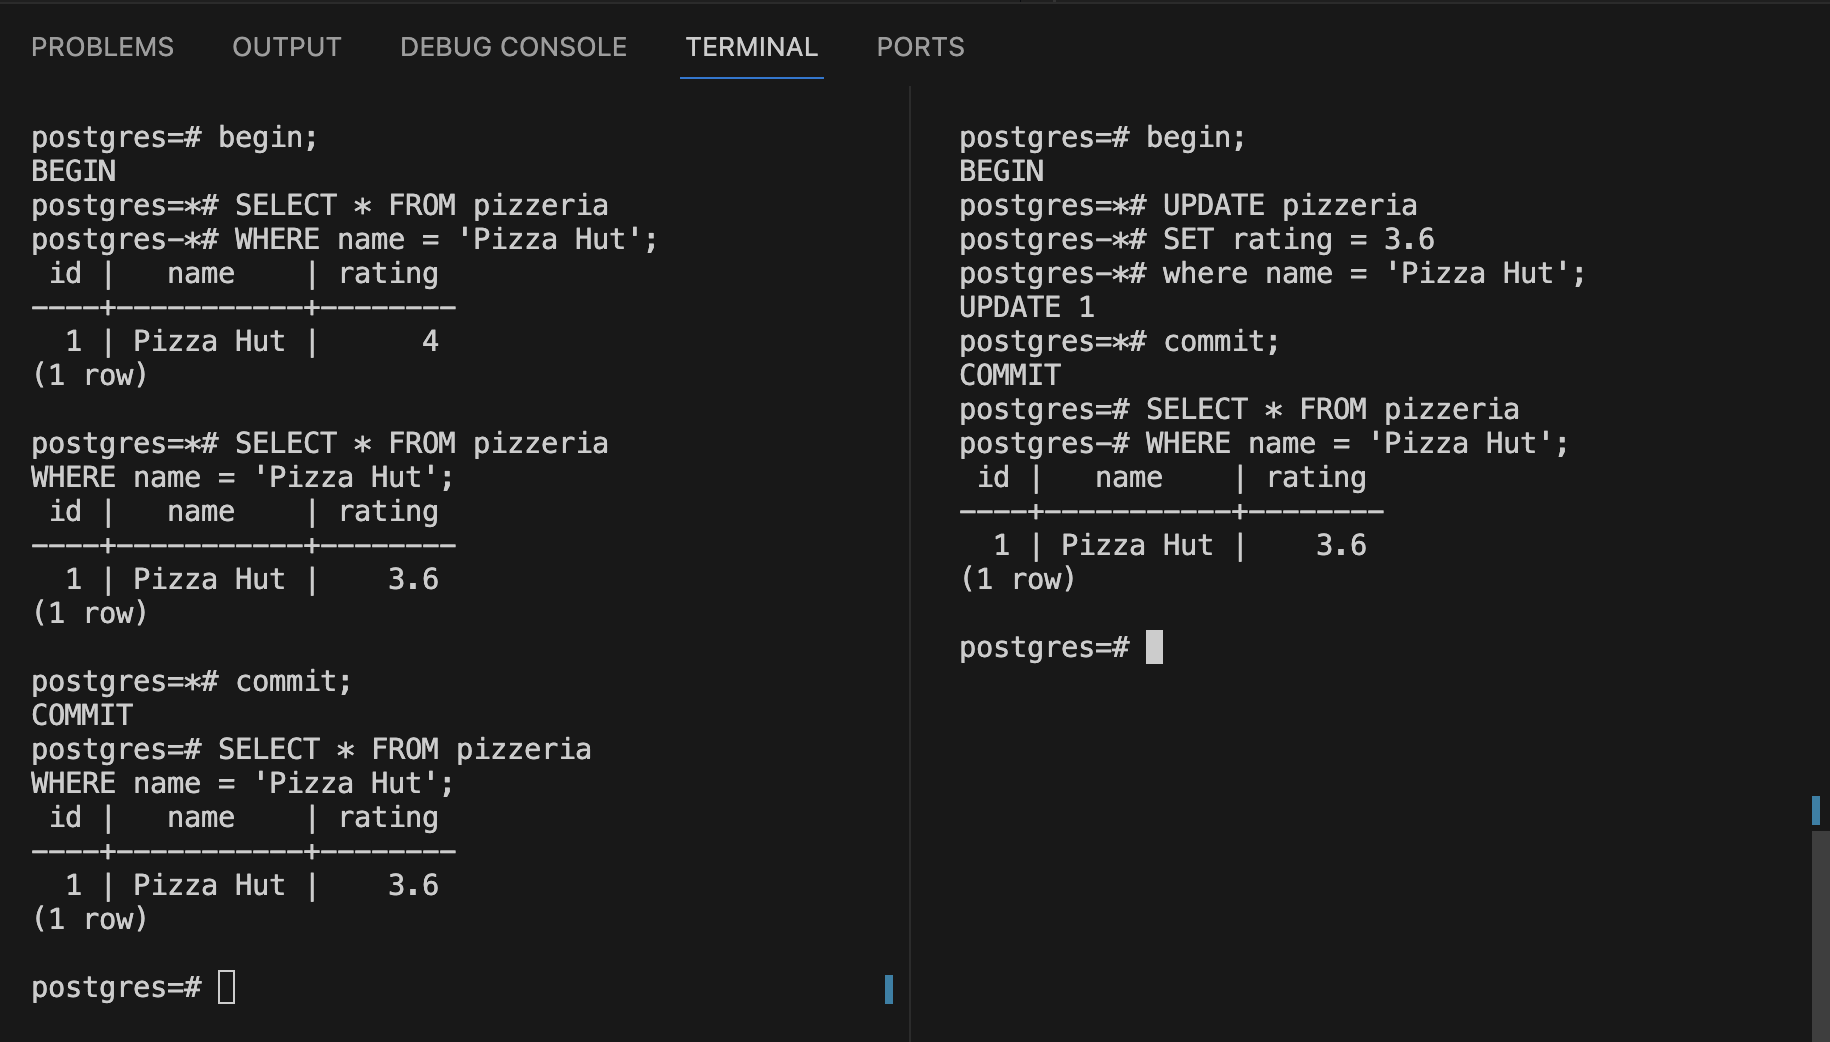 PROBLEMS OUTPUT DEBUG CONSOLE TERMINAL PORTS
postgres=# begin;
BEGIN
postgres=*# SELECT * FROM pizzeria
postgres-*# WHERE name = 'Pizza Hut';
 id |   name    | rating
----+-----------+--------
  1 | Pizza Hut |      4
(1 row)

postgres=*# SELECT * FROM pizzeria
WHERE name = 'Pizza Hut';
 id |   name    | rating
----+-----------+--------
  1 | Pizza Hut |    3.6
(1 row)

postgres=*# commit;
COMMIT
postgres=# SELECT * FROM pizzeria
WHERE name = 'Pizza Hut';
 id |   name    | rating
----+-----------+--------
  1 | Pizza Hut |    3.6
(1 row)

postgres=#
postgres=# begin;
BEGIN
postgres=*# UPDATE pizzeria
postgres-*# SET rating = 3.6
postgres-*# where name = 'Pizza Hut';
UPDATE 1
postgres=*# commit;
COMMIT
postgres=# SELECT * FROM pizzeria
postgres-# WHERE name = 'Pizza Hut';
 id |   name    | rating
----+-----------+--------
  1 | Pizza Hut |    3.6
(1 row)

postgres=#